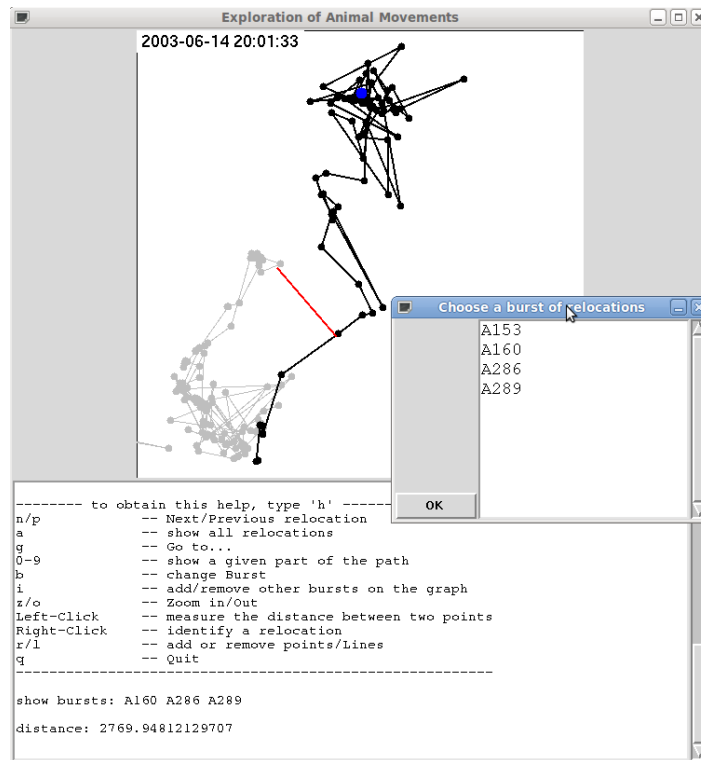 Exploration of Animal Movements
2003-06-14 20:01:33
Choose a burst of relocations
A153
A160
A286
A289
OK
-------- to obtain this help, type 'h' ------
n/p -- Next/Previous relocation
a -- show all relocations
g -- Go to...
0-9 -- show a given part of the path
b -- change Burst
i -- add/remove other bursts on the graph
z/o -- Zoom in/Out
Left-Click -- measure the distance between two points
Right-Click -- identify a relocation
r/l -- add or remove points/Lines
q -- Quit
---------------------------------------------------------
show bursts: A160 A286 A289
distance: 2769.94812129707